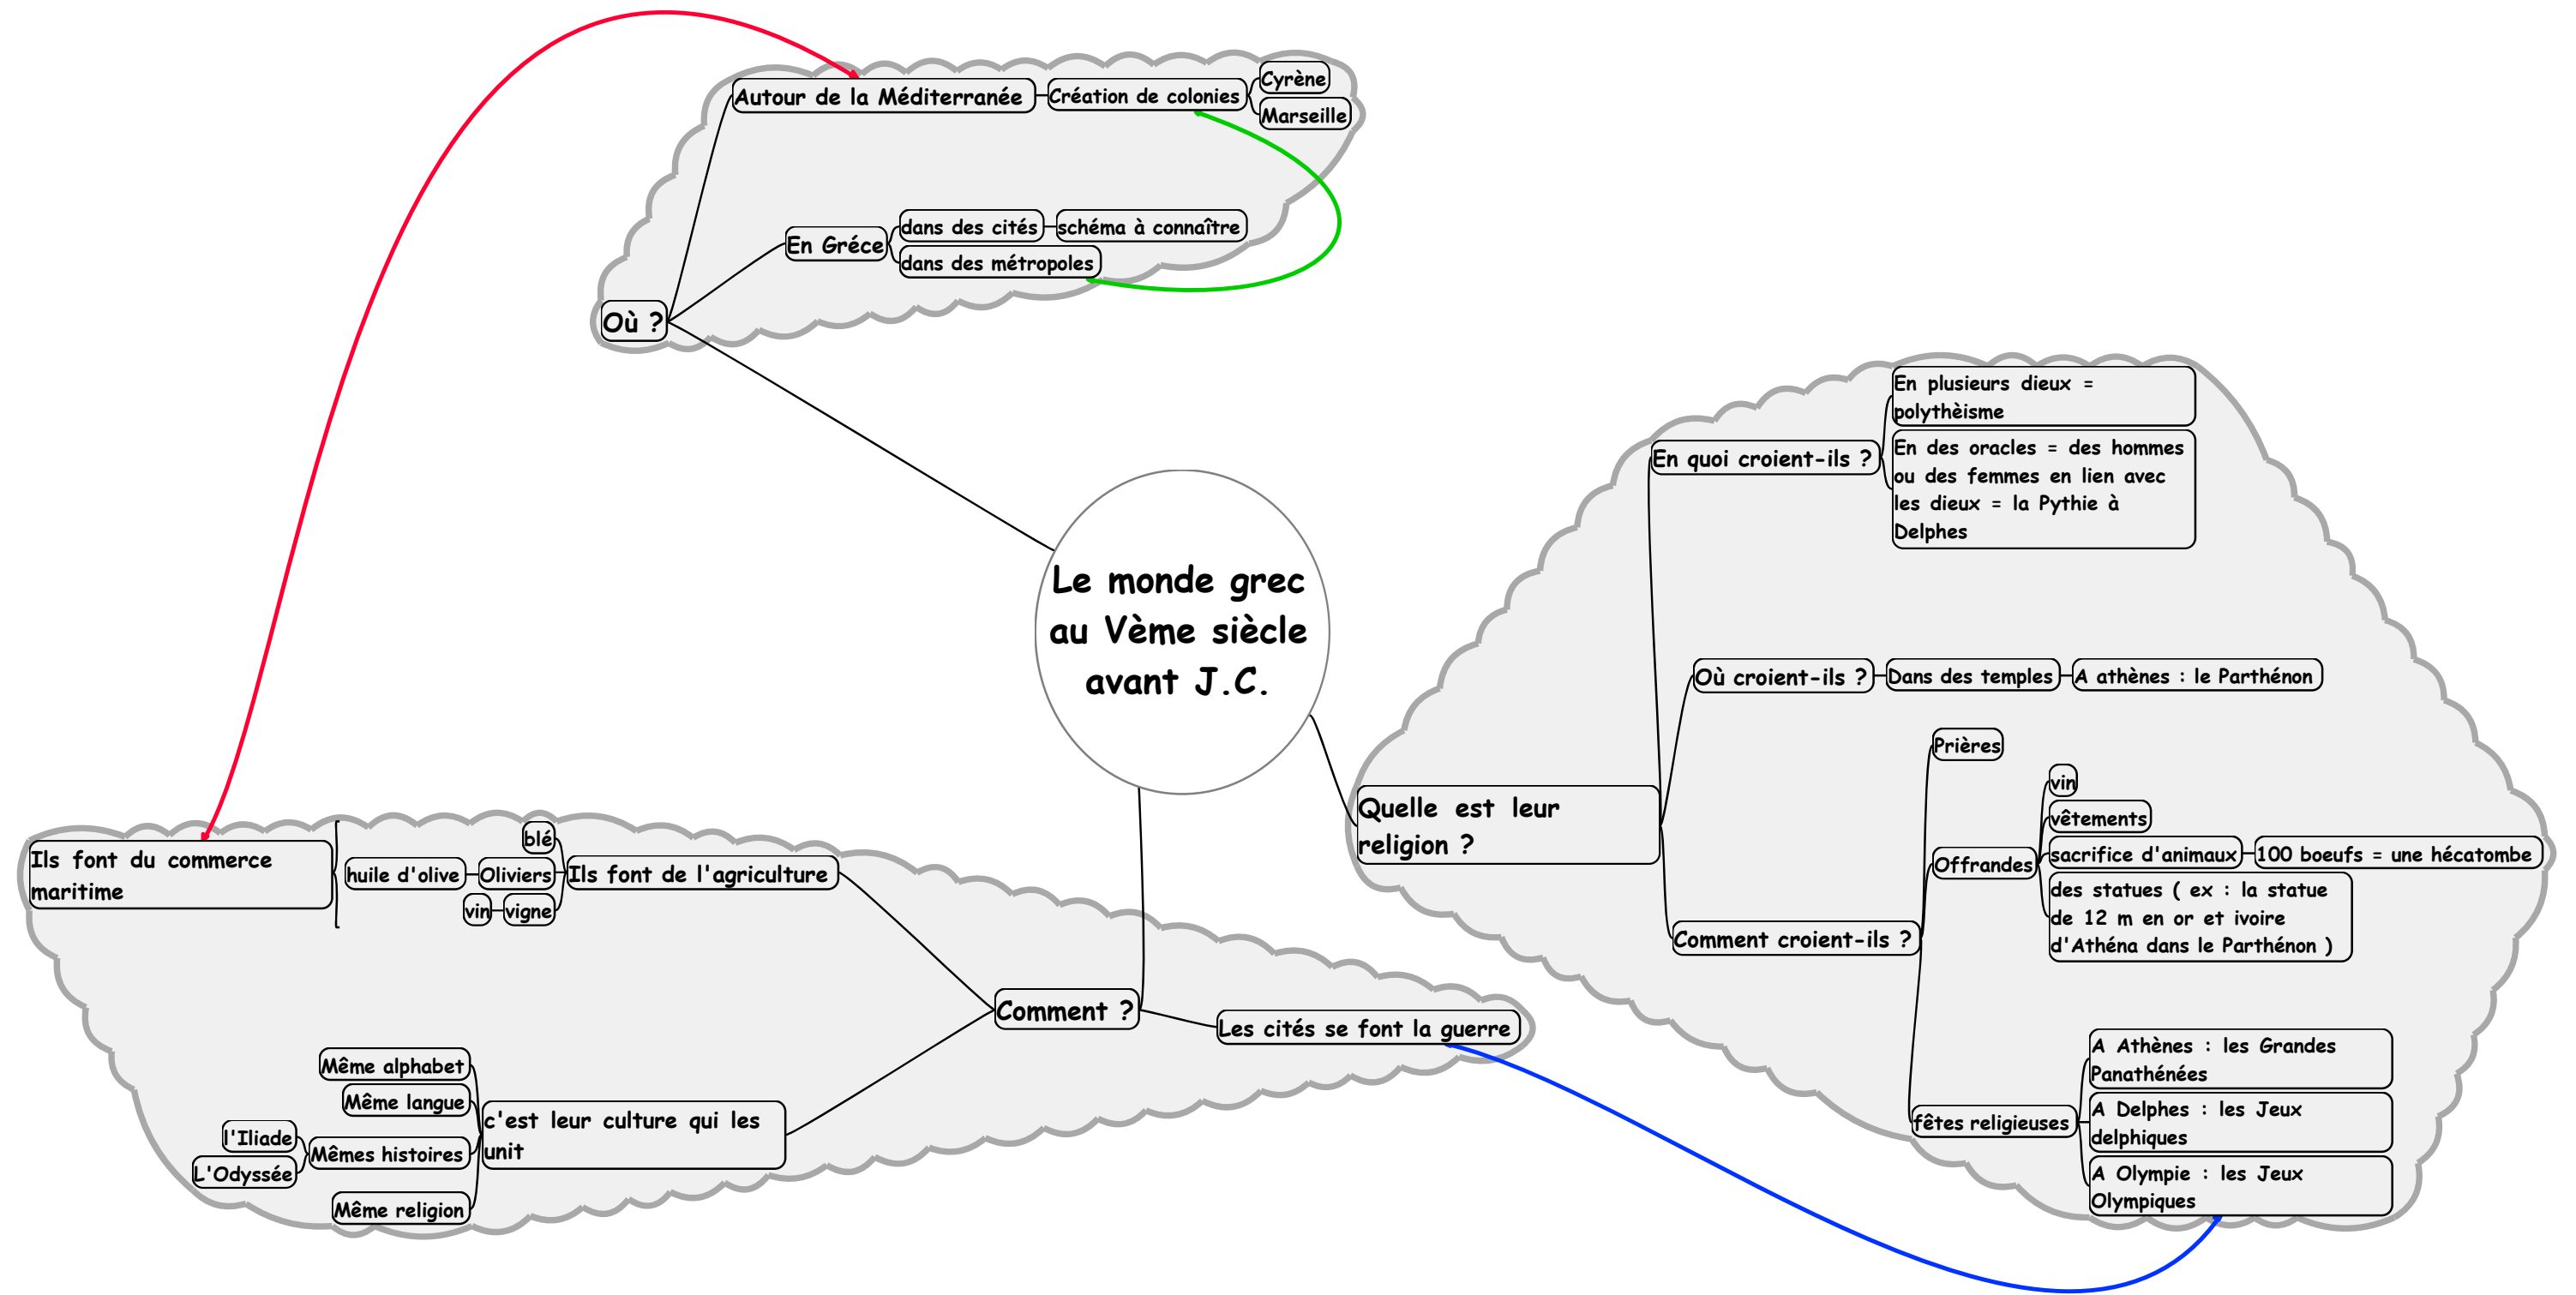 Le monde grec
au Vème siècle
avant J.C.
Où ?
Autour de la Méditerranée
Création de colonies
Cyrène
Marseille
En Gréce
dans des cités
schéma à connaître
dans des métropoles
Quelle est leur
religion ?
En quoi croient-ils ?
En plusieurs dieux =
polythèisme
En des oracles = des hommes
ou des femmes en lien avec
les dieux = la Pythie à
Delphes
Où croient-ils ?
Dans des temples
A athènes : le Parthénon
Comment croient-ils ?
Prières
Offrandes
vin
vêtements
sacrifice d'animaux
100 boeufs = une hécatombe
des statues ( ex : la statue
de 12 m en or et ivoire
d'Athéna dans le Parthénon )
fêtes religieuses
A Athènes : les Grandes
Panathénées
A Delphes : les Jeux
delphiques
A Olympie : les Jeux
Olympiques
Comment ?
Les cités se font la guerre
Ils font de l'agriculture
blé
Oliviers
huile d'olive
vigne
vin
Ils font du commerce
maritime
c'est leur culture qui les
unit
Même alphabet
Même langue
Mêmes histoires
l'Iliade
L'Odyssée
Même religion